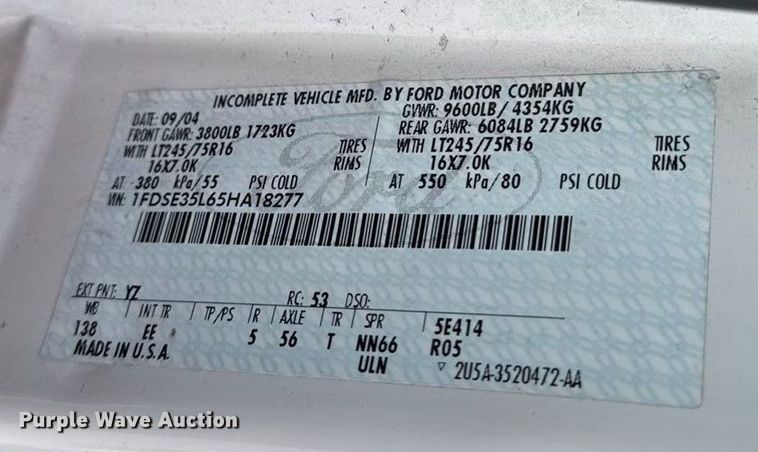 INCOMPLETE VEHICLE MFD. BY FORD MOTOR COMPANY
DATE: 09/04 GVWR: 9600LB/ 4354KG
FRONT GAWR: 3800LB 1723KG REAR GAWR: 6084LB 2759KG
WITH LT245/75R16 TIRES WITH LT245/75R16 TIRES
16X7.0K RIMS 16X7.0K RIMS
AT 380 kPa/55 PSI COLD AT 550 kPa/80 PSI COLD
VIN: 1FDSE35L65HA18277
Ford
EXT PNT: YZ RC: 53 DSO:
WB INT TR TP/PS R AXLE TR SPR 5E414
138 EE 5 56 T NN66 R05
MADE IN U.S.A. ULN ▽ 2U5A-3520472-AA
Purple Wave Auction